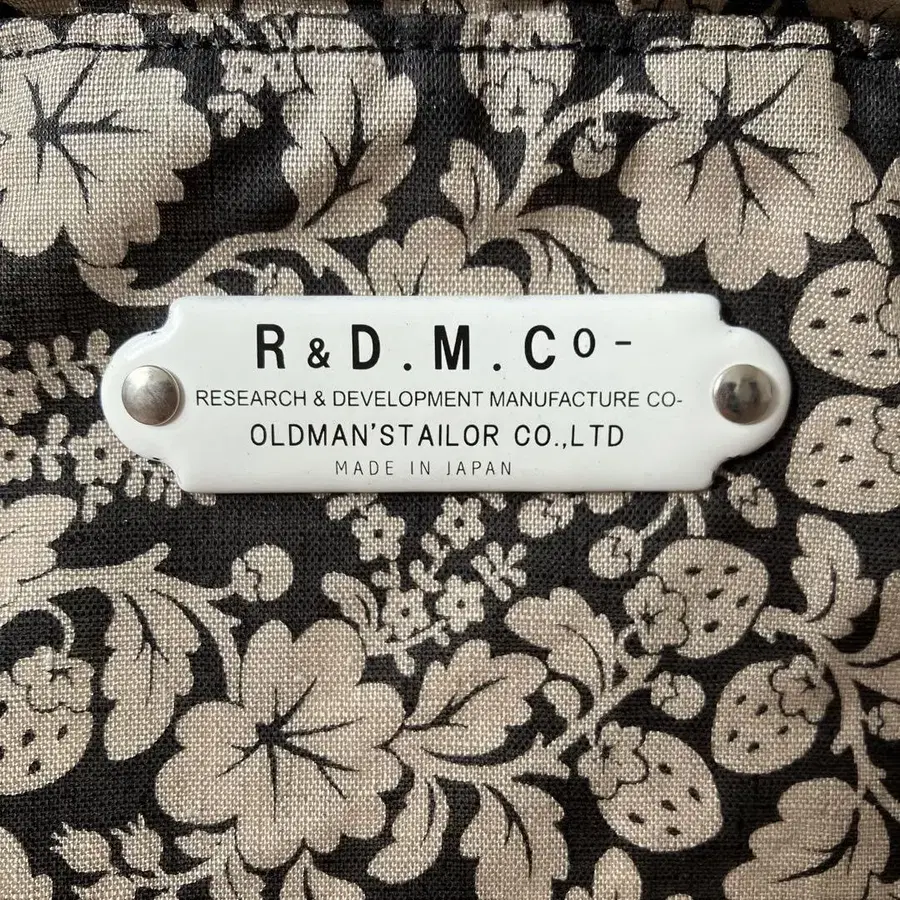 R & D . M . Co -
RESEARCH & DEVELOPMENT MANUFACTURE CO-
OLDMAN'STAILOR CO.,LTD
MADE IN JAPAN